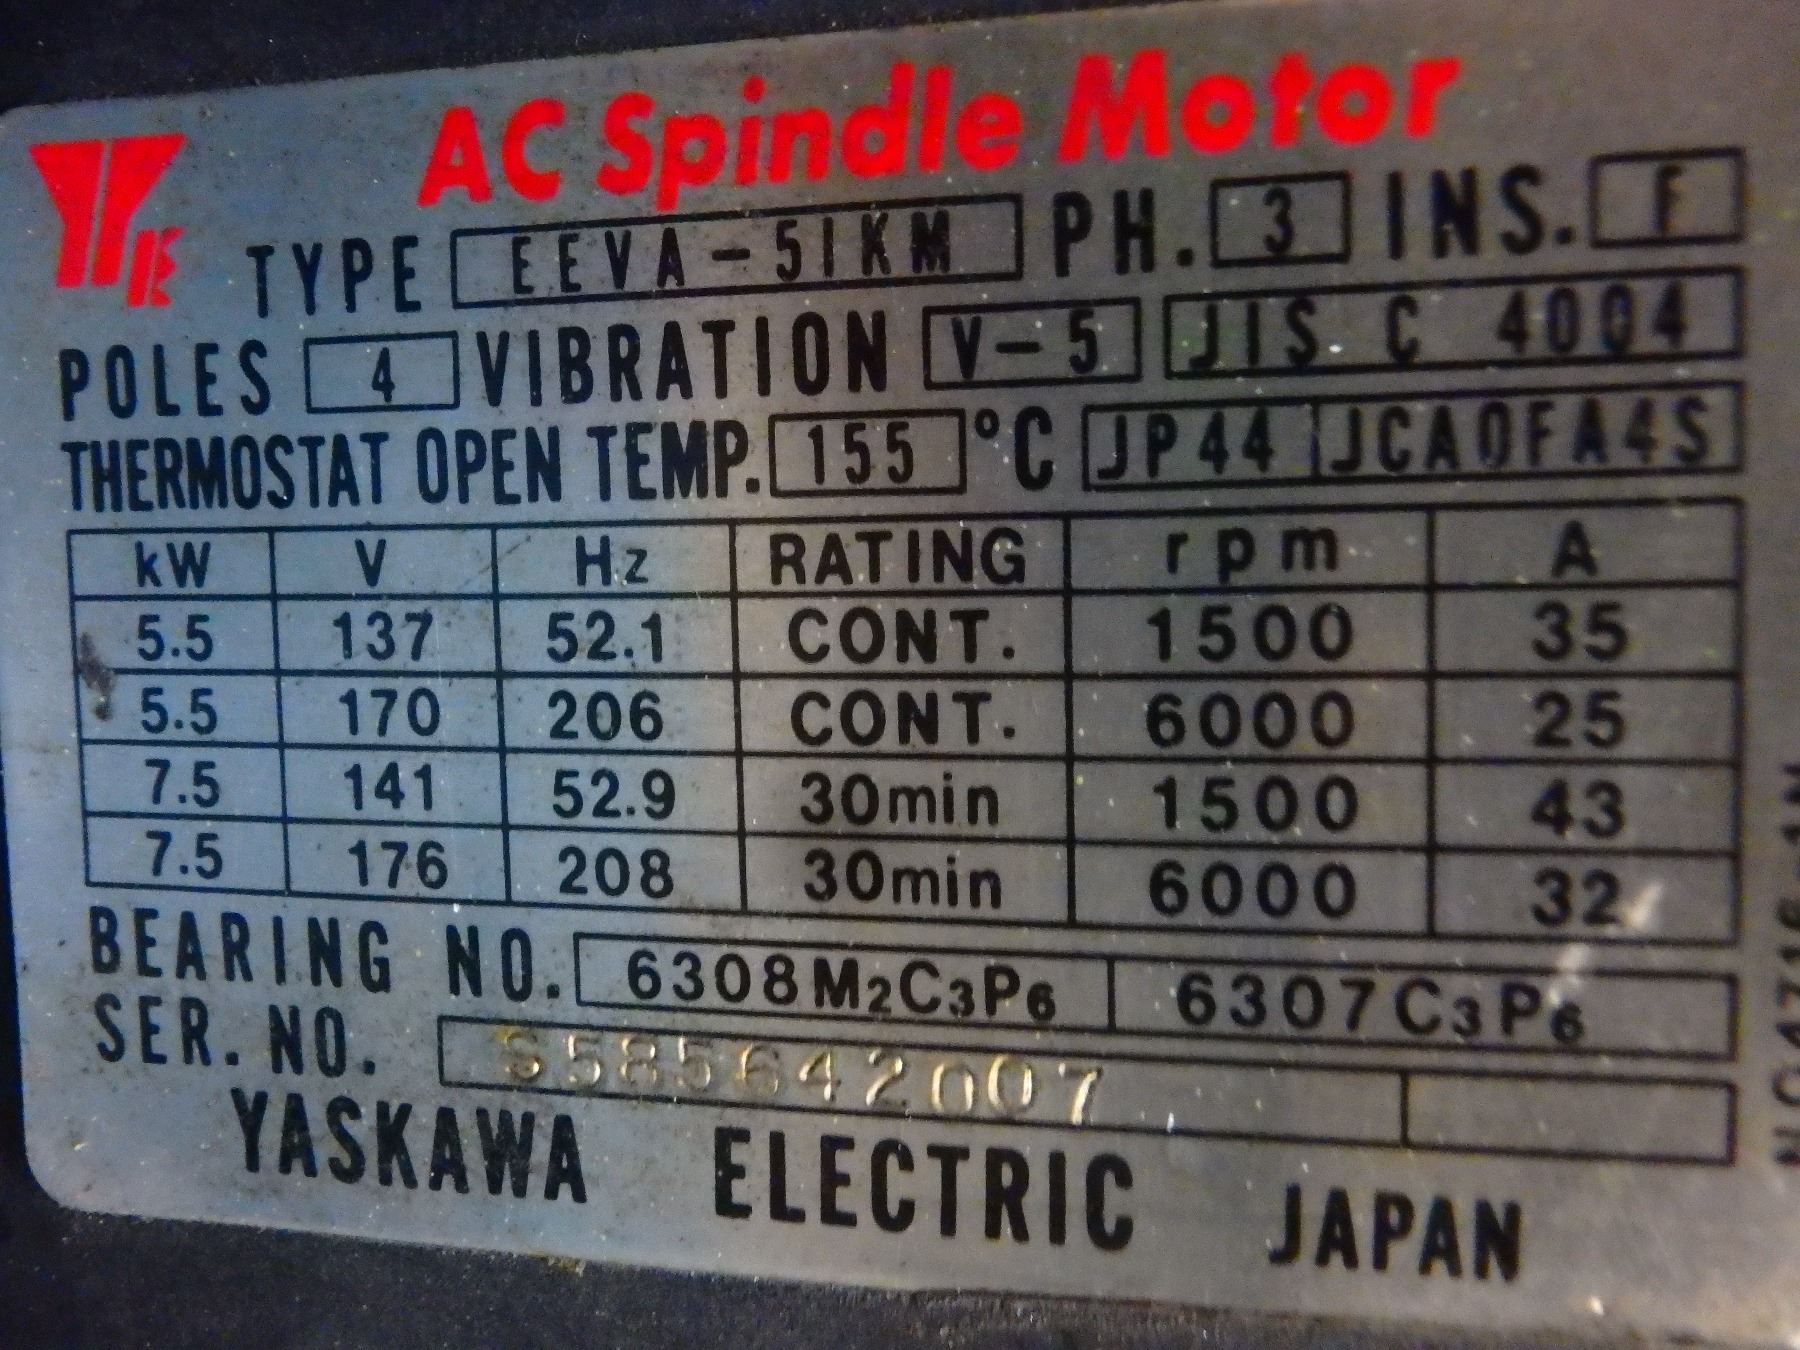 AC Spindle Motor
YE TYPE EEVA-51KM PH. 3 INS. F
POLES 4 VIBRATION V-5 JIS C 4004
THERMOSTAT OPEN TEMP. 155 °C JP44 JCA0FA4S
kW V Hz RATING rpm A
5.5 137 52.1 CONT. 1500 35
5.5 170 206 CONT. 6000 25
7.5 141 52.9 30min 1500 43
7.5 176 208 30min 6000 32
BEARING NO. 6308M2C3P6 6307C3P6
SER. NO. S585642007
YASKAWA ELECTRIC JAPAN